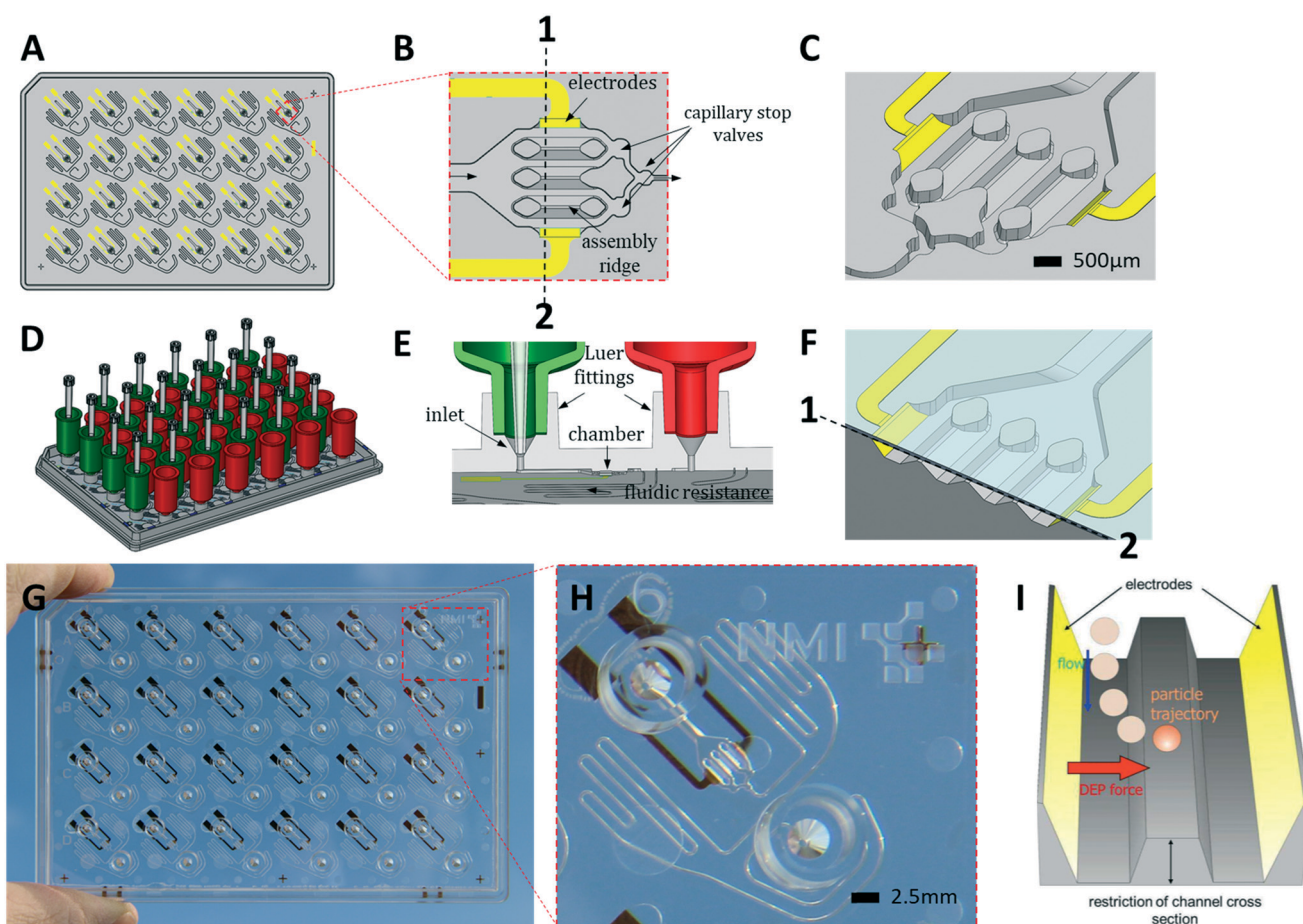 A
B
1
electrodes
capillary stop
valves
assembly
ridge
2
C
500µm
D
E
Luer
fittings
inlet
chamber
fluidic resistance
F
1
2
G
NMI
A
B
C
D
H
6
NMI
2.5mm
I
electrodes
flow
particle
trajectory
DEP force
restriction of channel cross
section